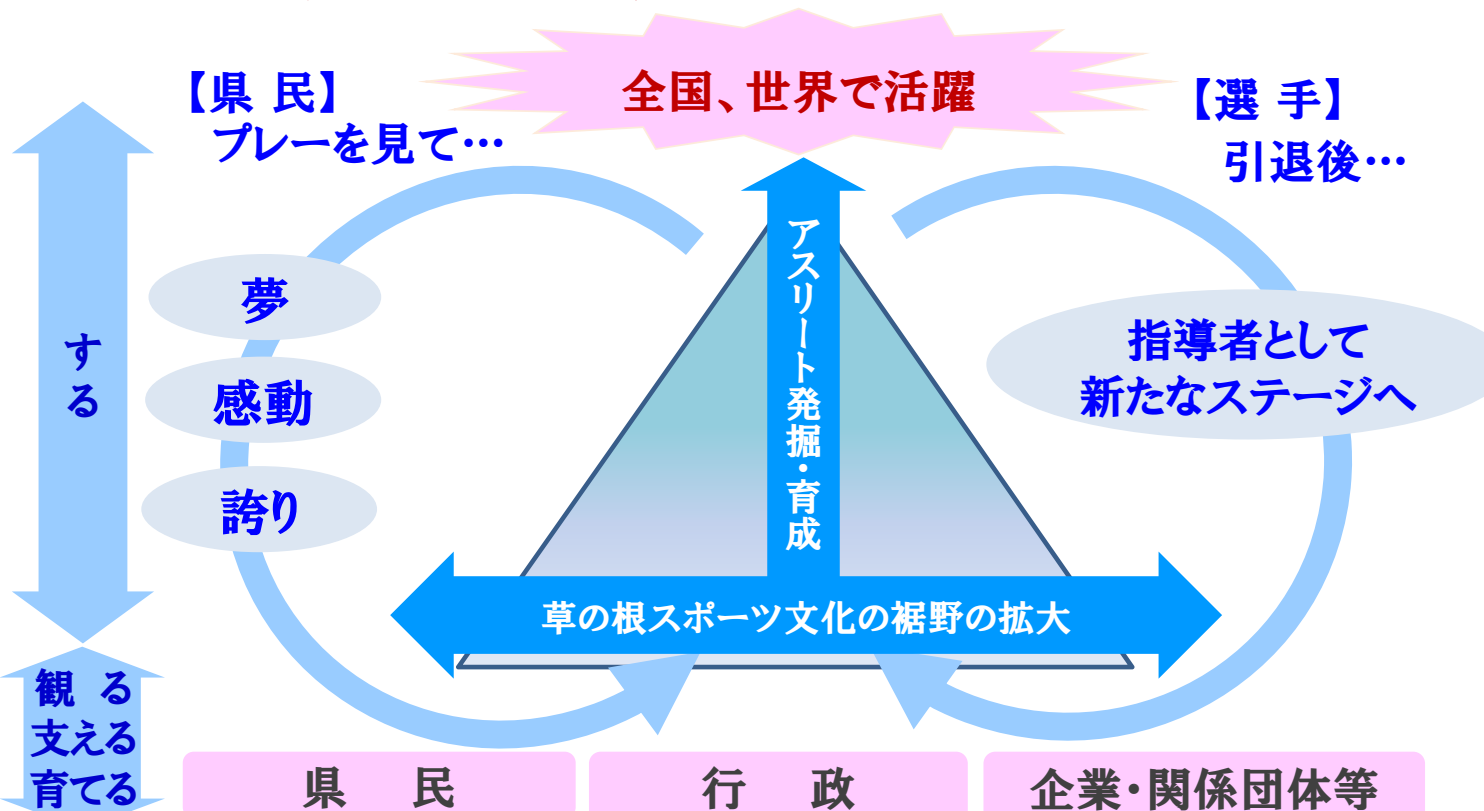 全国、世界で活躍
【県 民】
プレーを見て…
【選 手】
引退後…
アスリート発掘・育成
夢
感動
誇り
指導者として
新たなステージへ
する
草の根スポーツ文化の裾野の拡大
観 る
支える
育てる
県 民
行 政
企業・関係団体等